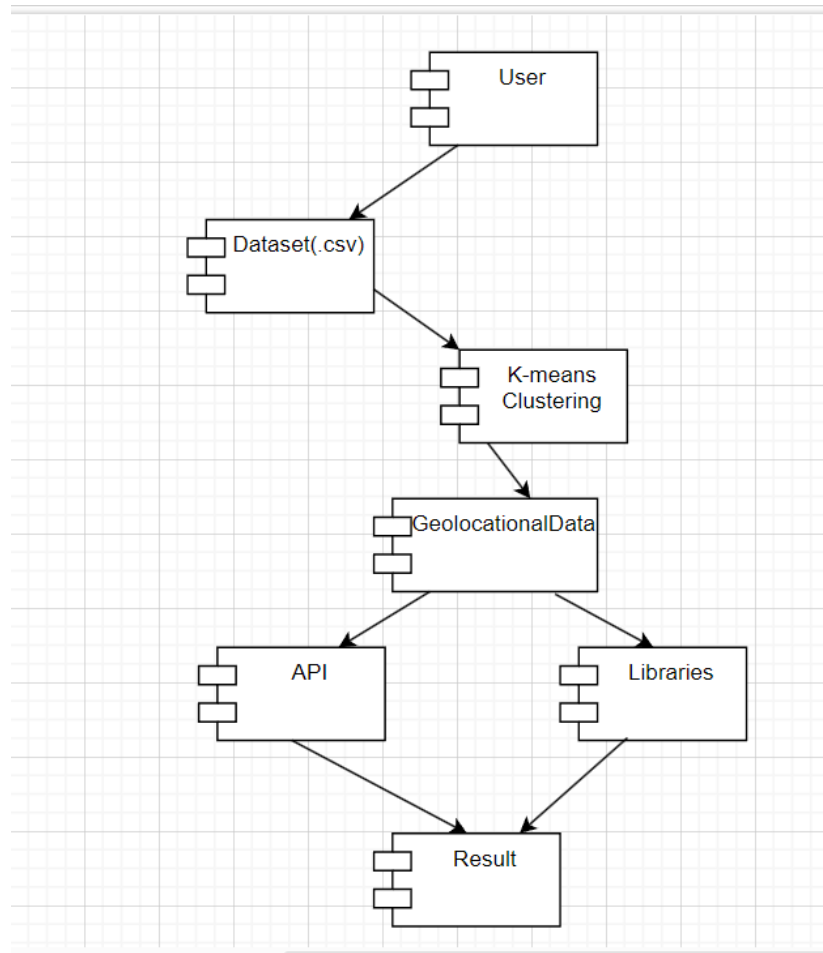 User
Dataset(.csv)
K-means
Clustering
GeolocationalData
API
Libraries
Result